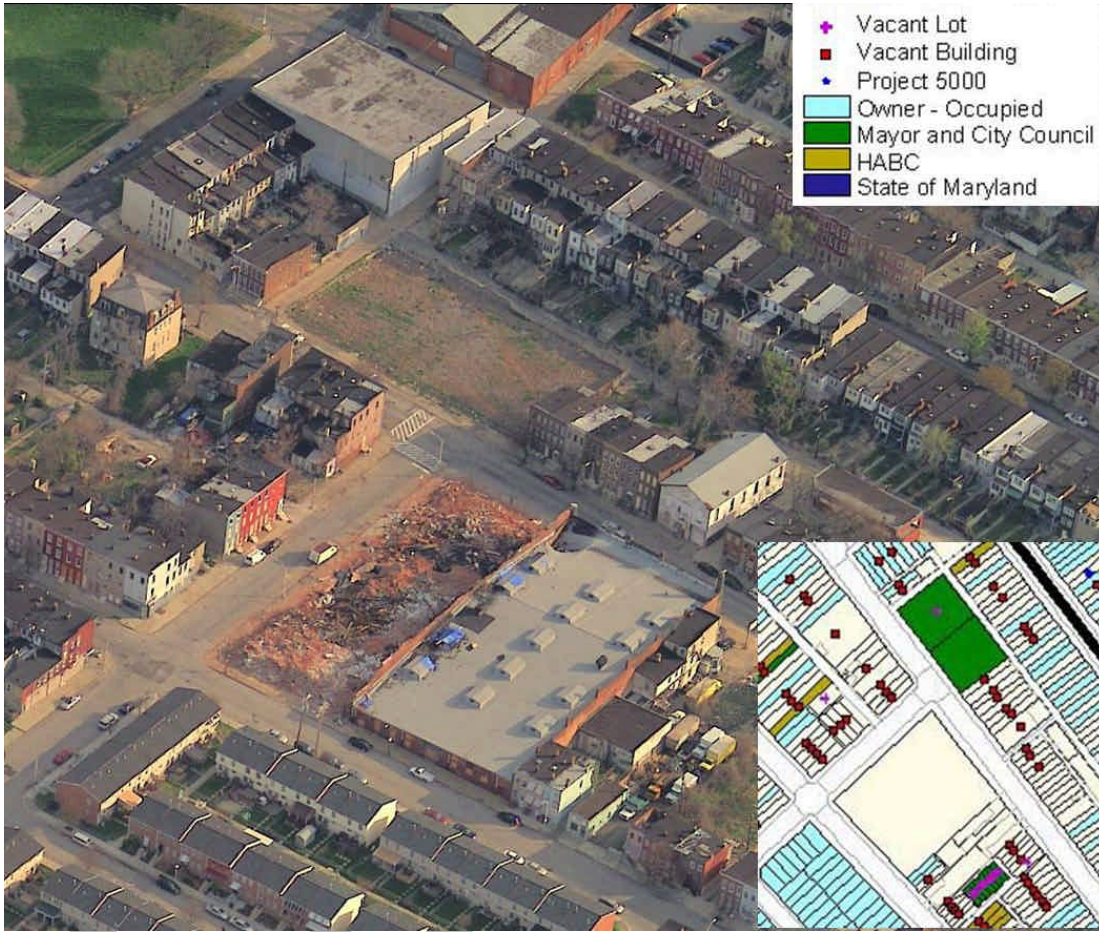 Vacant Lot
Vacant Building
Project 5000
Owner - Occupied
Mayor and City Council
HABC
State of Maryland